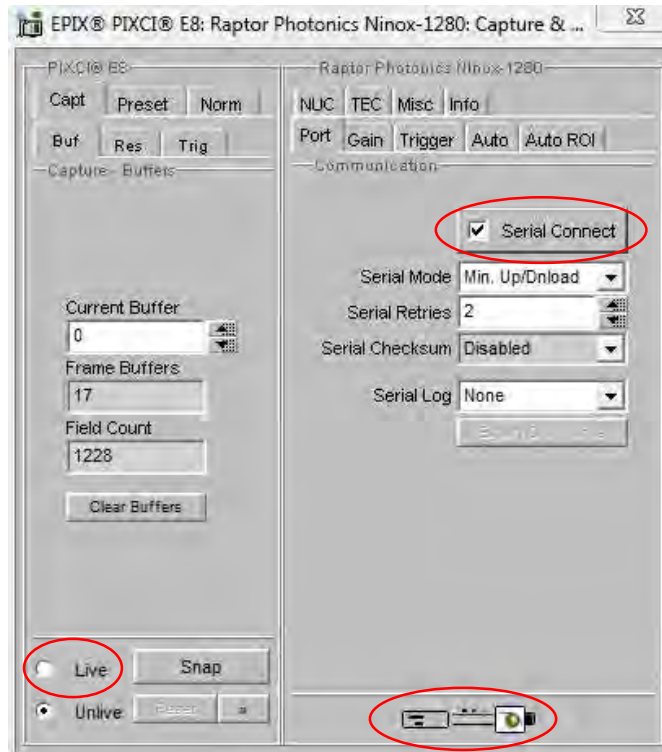 EPIX® PIXCI® E8: Raptor Photonics Ninox-1280: Capture & ...
PIXCI® E8
Capt Preset Norm
Buf Res Trig
Capture - Buffers
Current Buffer
0
Frame Buffers
17
Field Count
1228
Clear Buffers
Live Snap
Unlive Reset »
Raptor Photonics Ninox-1280
NUC TEC Misc Info
Port Gain Trigger Auto Auto ROI
Communication
Serial Connect
Serial Mode Min. Up/Dnload
Serial Retries 2
Serial Checksum Disabled
Serial Log None